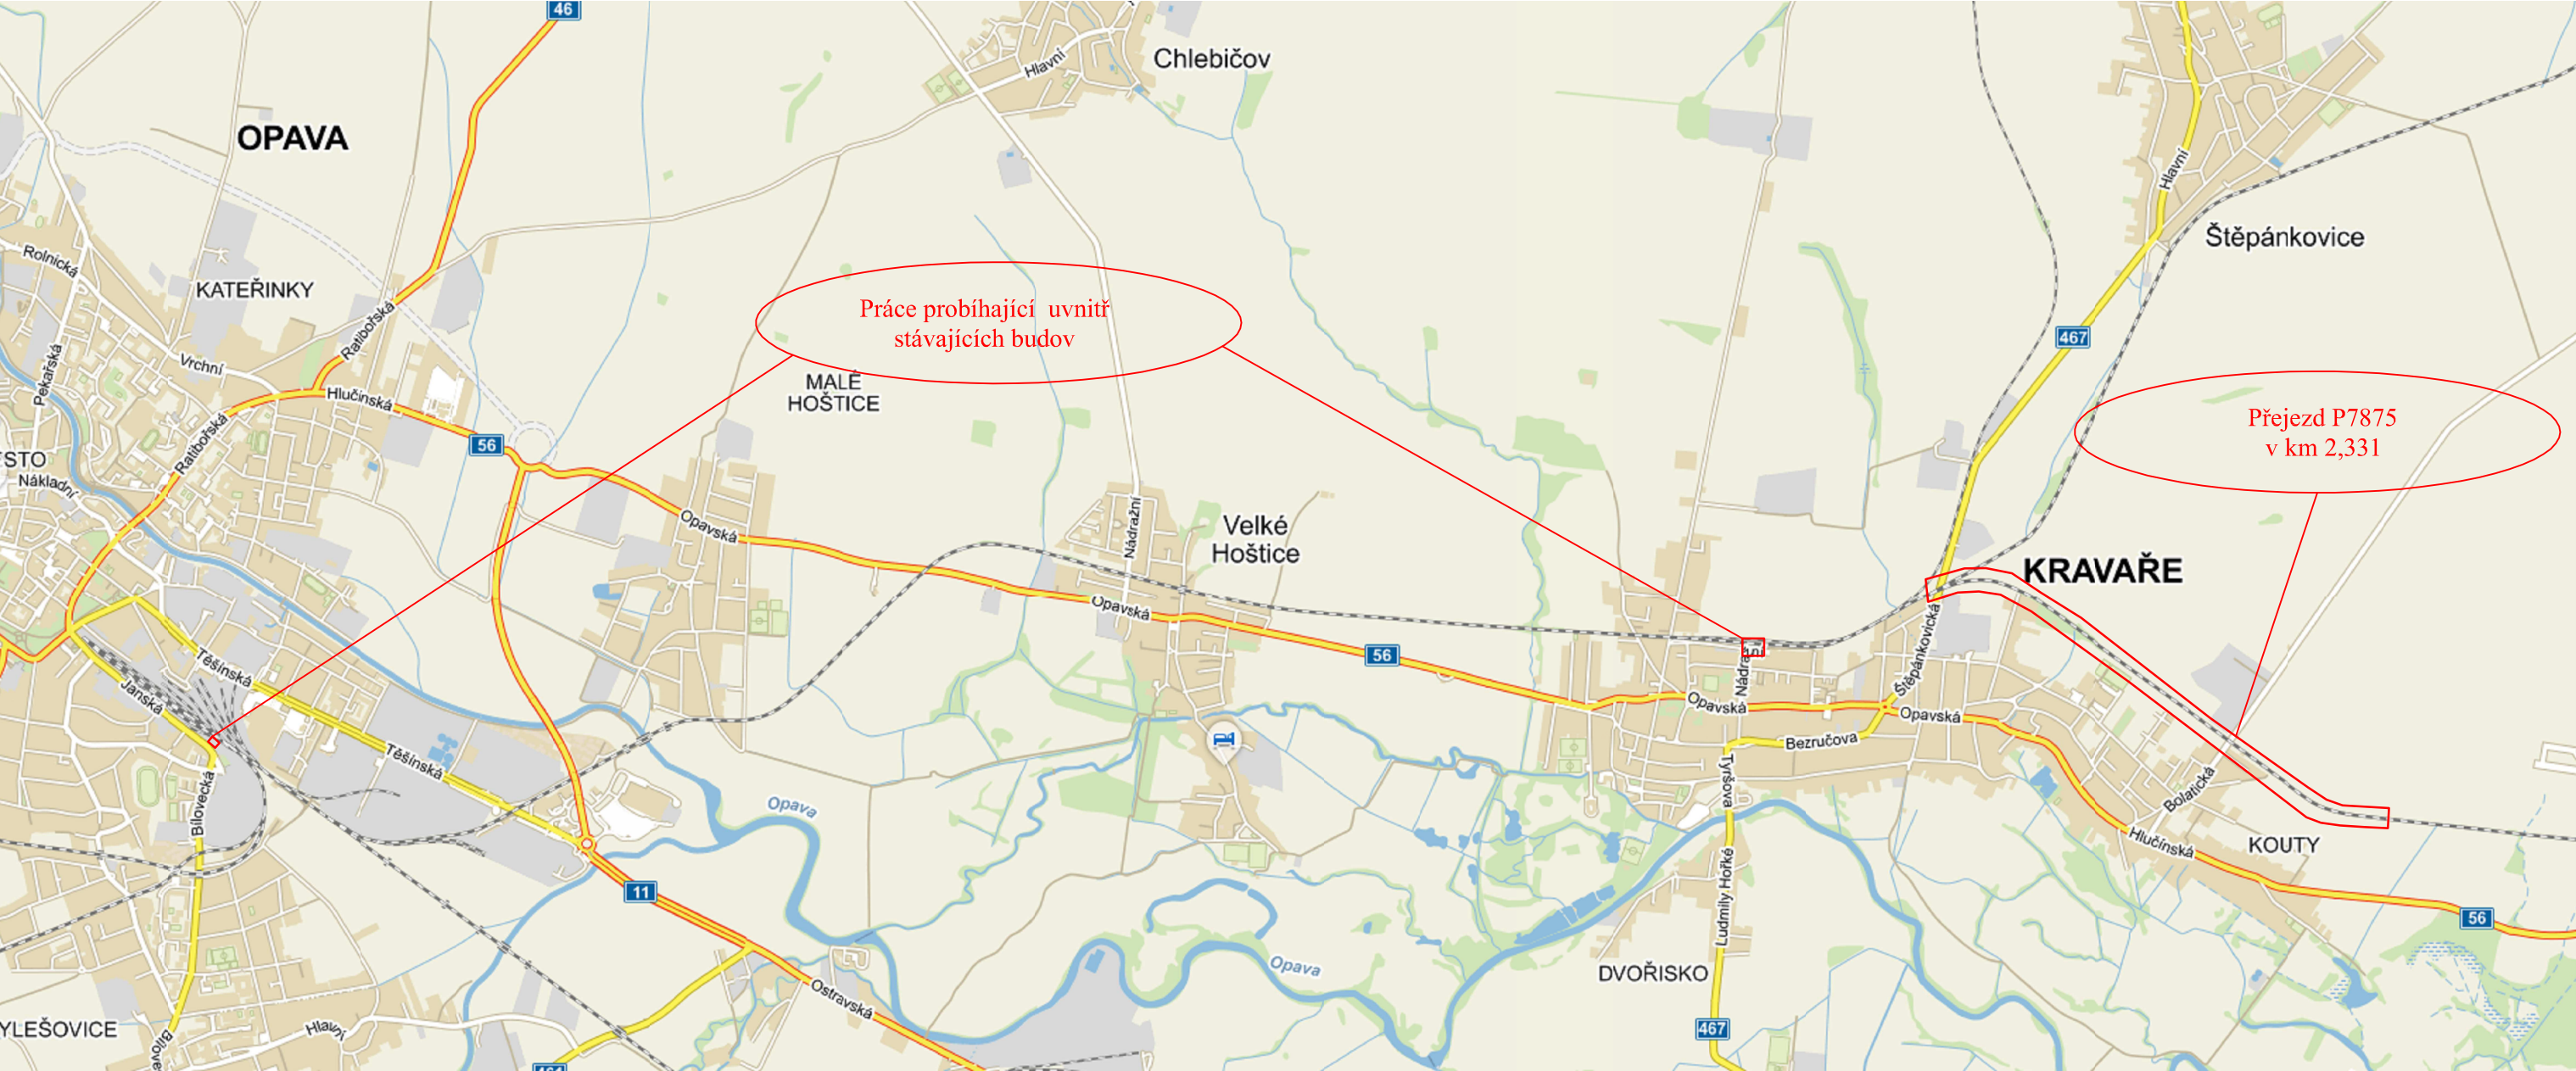 46
Hlavní
Chlebičov
OPAVA
Hlavní
Štěpánkovice
Rolnická
KATEŘINKY
Ratibořská
Práce probíhající uvnitř
stávajících budov
467
Pekařská
Vrchní
MALÉ
HOŠTICE
Hlučínská
Přejezd P7875
v km 2,331
Ratibořská
56
STO
Nákladní
Opavská
Nádražní
Velké
Hoštice
KRAVAŘE
Opavská
Štěpánkovická
56
Těšínská
Janská
Nádražní
Opavská
Opavská
Bezručova
Těšínská
Bílovecká
Tyršova
Bolatická
Opava
Hlučínská
KOUTY
11
Ludmily Hořké
56
Opava
DVOŘISKO
Ostravská
YLEŠOVICE
Hlavní
467